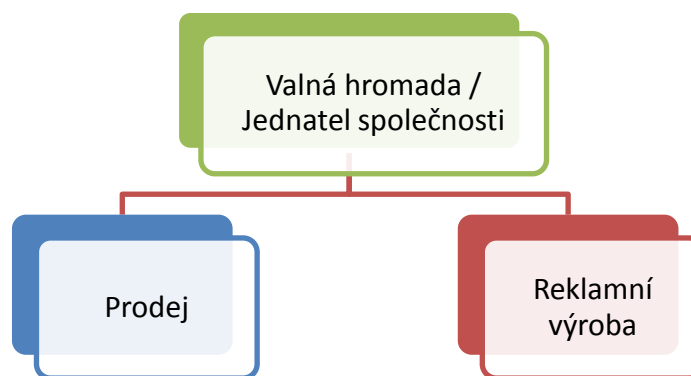 Valná hromada /
Jednatel společnosti
Prodej
Reklamní
výroba